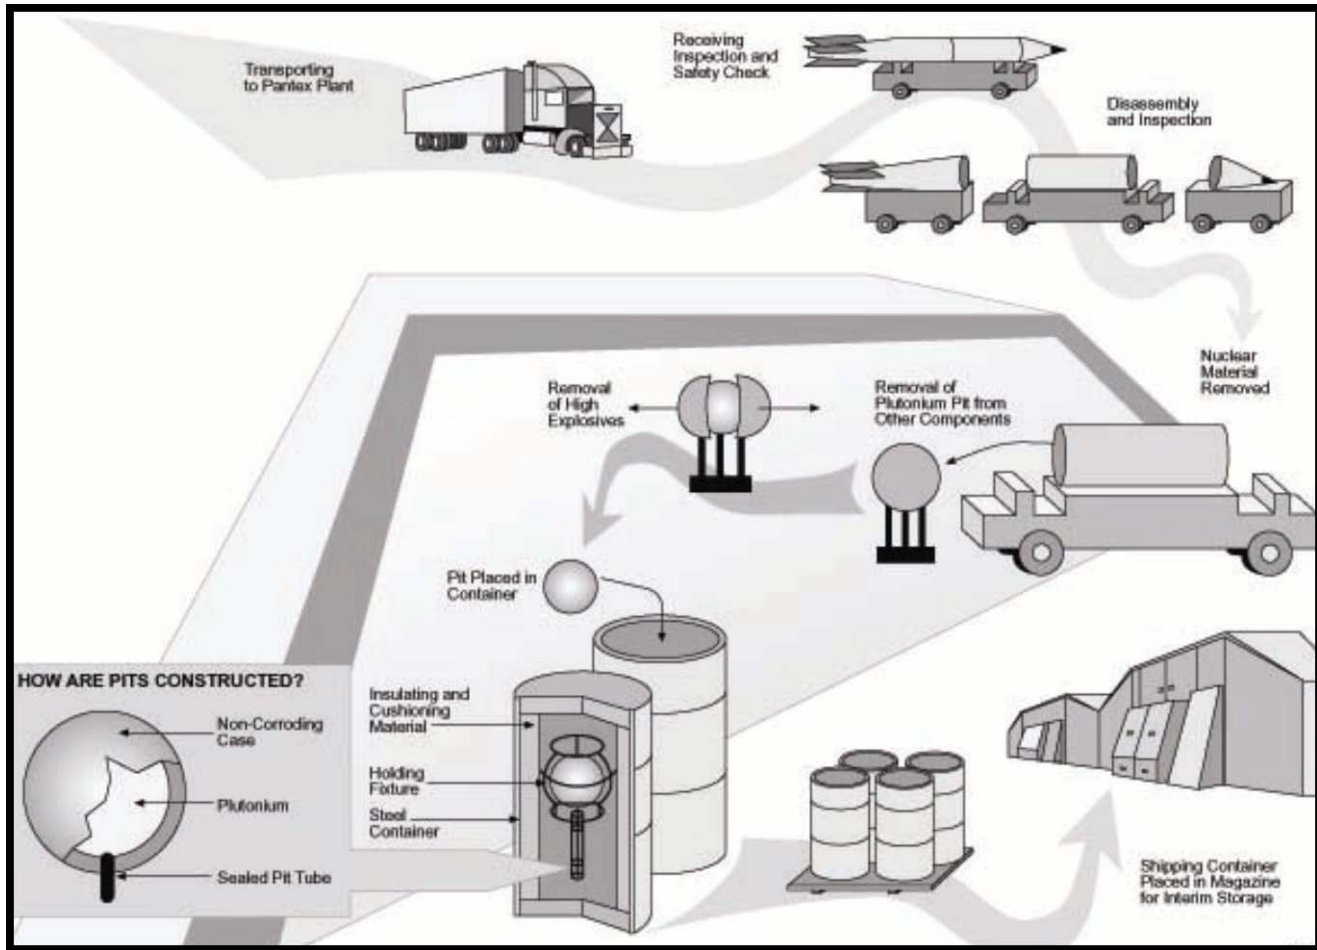 Transporting
to Pantex Plant
Receiving
Inspection and
Safety Check
Disassembly
and Inspection
Nuclear
Material
Removed
Removal of
Plutonium Pit from
Other Components
Removal
of High
Explosives
Pit Placed in
Container
HOW ARE PITS CONSTRUCTED?
Non-Corroding
Case
Plutonium
Sealed Pit Tube
Insulating and
Cushioning
Material
Holding
Fixture
Steel
Container
Shipping Container
Placed in Magazine
for Interim Storage